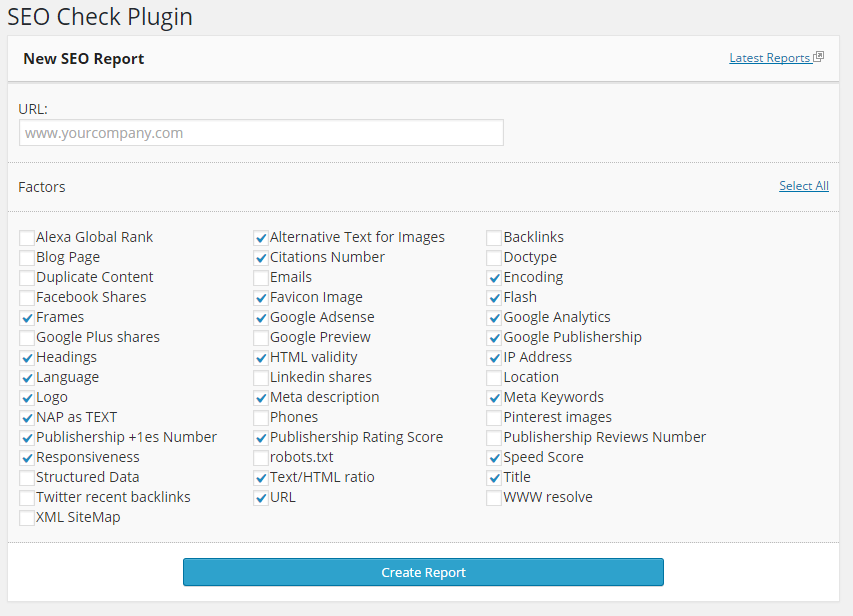 SEO Check Plugin
New SEO Report
Latest Reports
URL:
www.yourcompany.com
Factors
Select All
Alexa Global Rank
Alternative Text for Images
Backlinks
Blog Page
Citations Number
Doctype
Duplicate Content
Emails
Encoding
Facebook Shares
Favicon Image
Flash
Frames
Google Adsense
Google Analytics
Google Plus shares
Google Preview
Google Publishership
Headings
HTML validity
IP Address
Language
Linkedin shares
Location
Logo
Meta description
Meta Keywords
NAP as TEXT
Phones
Pinterest images
Publishership +1es Number
Publishership Rating Score
Publishership Reviews Number
Responsiveness
robots.txt
Speed Score
Structured Data
Text/HTML ratio
Title
Twitter recent backlinks
URL
WWW resolve
XML SiteMap
Create Report